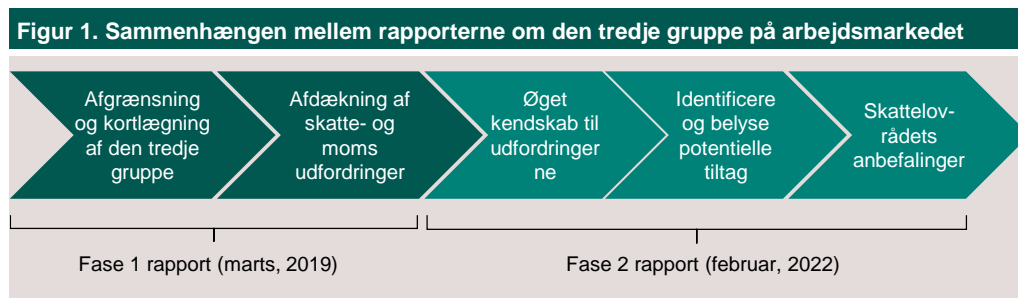 Figur 1. Sammenhængen mellem rapporterne om den tredje gruppe på arbejdsmarkedet
Afgrænsning
og kortlægning
af den tredje
gruppe
Afdækning af
skatte- og
moms
udfordringer
Øget
kendskab til
udfordringer
ne
Identificere
og belyse
potentielle
tiltag
Skattelov-
rådets
anbefalinger
Fase 1 rapport (marts, 2019)
Fase 2 rapport (februar, 2022)